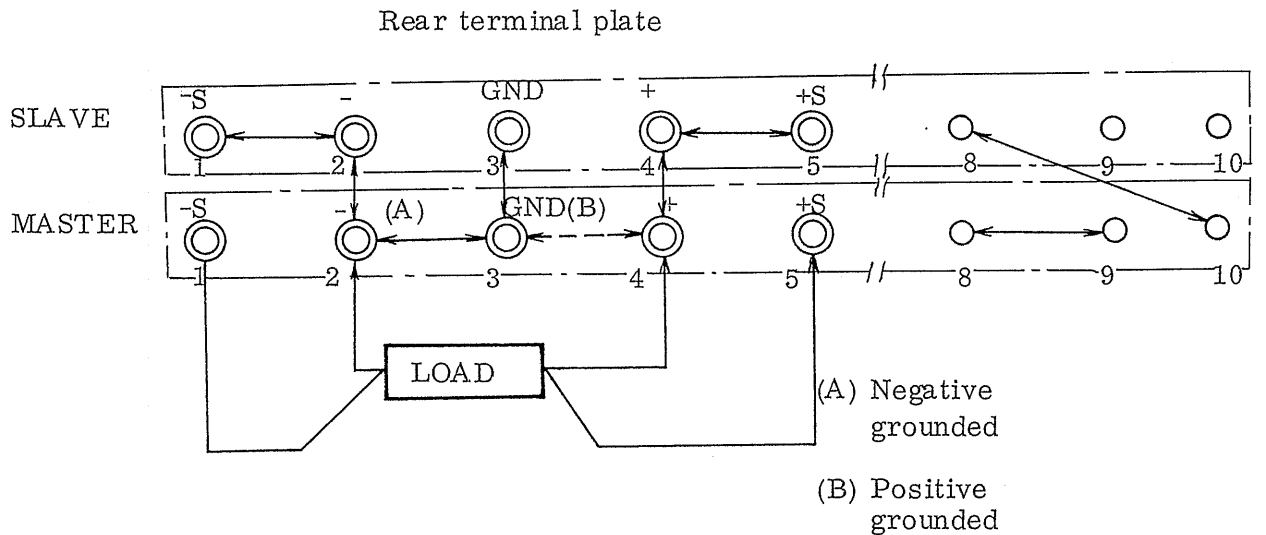 Rear terminal plate
-S - GND + +S
SLAVE
1 2 3 4 5 8 9 10
-S - (A) GND(B) + +S
MASTER
1 2 3 4 5 8 9 10
LOAD
(A) Negative
grounded
(B) Positive
grounded